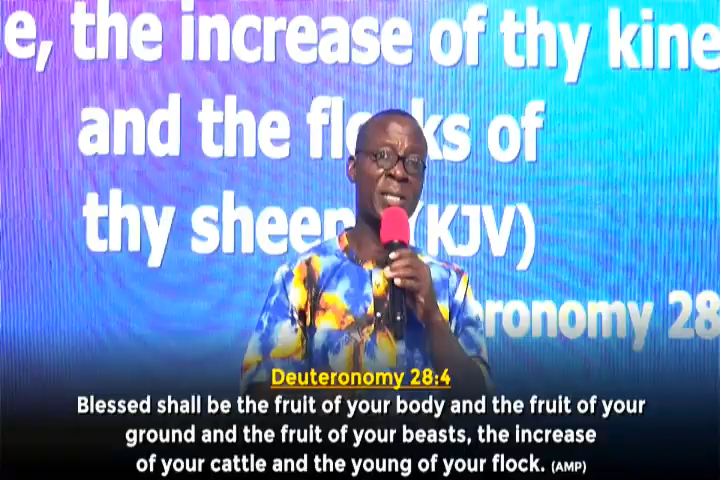 e, the increase of thy kine
and the flocks of
thy sheep (KJV)
eronomy 28
Deuteronomy 28:4
Blessed shall be the fruit of your body and the fruit of your
ground and the fruit of your beasts, the increase
of your cattle and the young of your flock. (AMP)